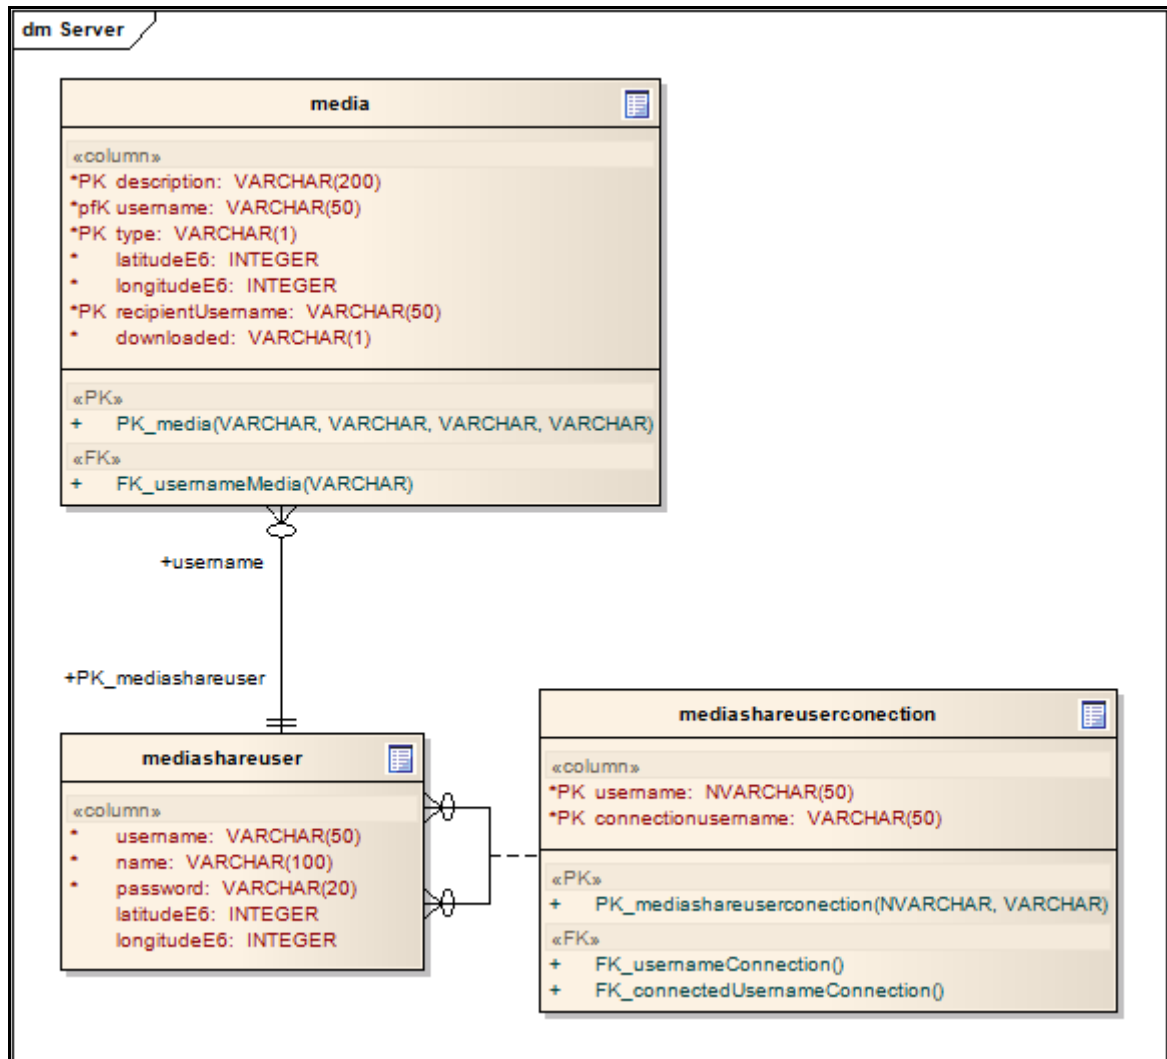 dm Server
media
«column»
*PK description: VARCHAR(200)
*pfK username: VARCHAR(50)
*PK type: VARCHAR(1)
* latitudeE6: INTEGER
* longitudeE6: INTEGER
*PK recipientUsername: VARCHAR(50)
* downloaded: VARCHAR(1)
«PK»
+ PK_media(VARCHAR, VARCHAR, VARCHAR, VARCHAR)
«FK»
+ FK_usernameMedia(VARCHAR)
+username
+PK_mediashareuser
mediashareuser
«column»
* username: VARCHAR(50)
* name: VARCHAR(100)
* password: VARCHAR(20)
latitudeE6: INTEGER
longitudeE6: INTEGER
mediashareuserconection
«column»
*PK username: NVARCHAR(50)
*PK connectionusername: VARCHAR(50)
«PK»
+ PK_mediashareuserconection(NVARCHAR, VARCHAR)
«FK»
+ FK_usernameConnection()
+ FK_connectedUsernameConnection()